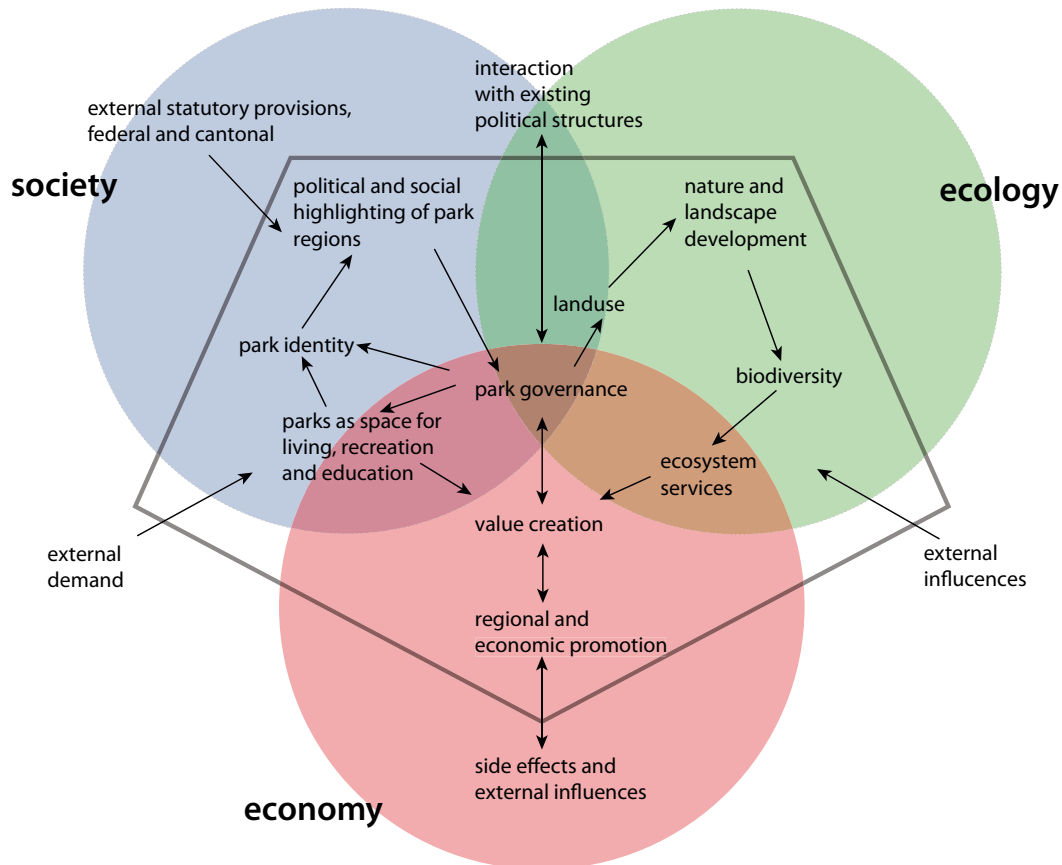 interaction
with existing
political structures
external statutory provisions,
federal and cantonal
society
ecology
political and social
highlighting of park
regions
nature and
landscape
development
landuse
park identity
park governance
biodiversity
parks as space for
living, recreation
and education
ecosystem
services
value creation
external
demand
external
influcences
regional and
economic promotion
side effects and
external influences
economy